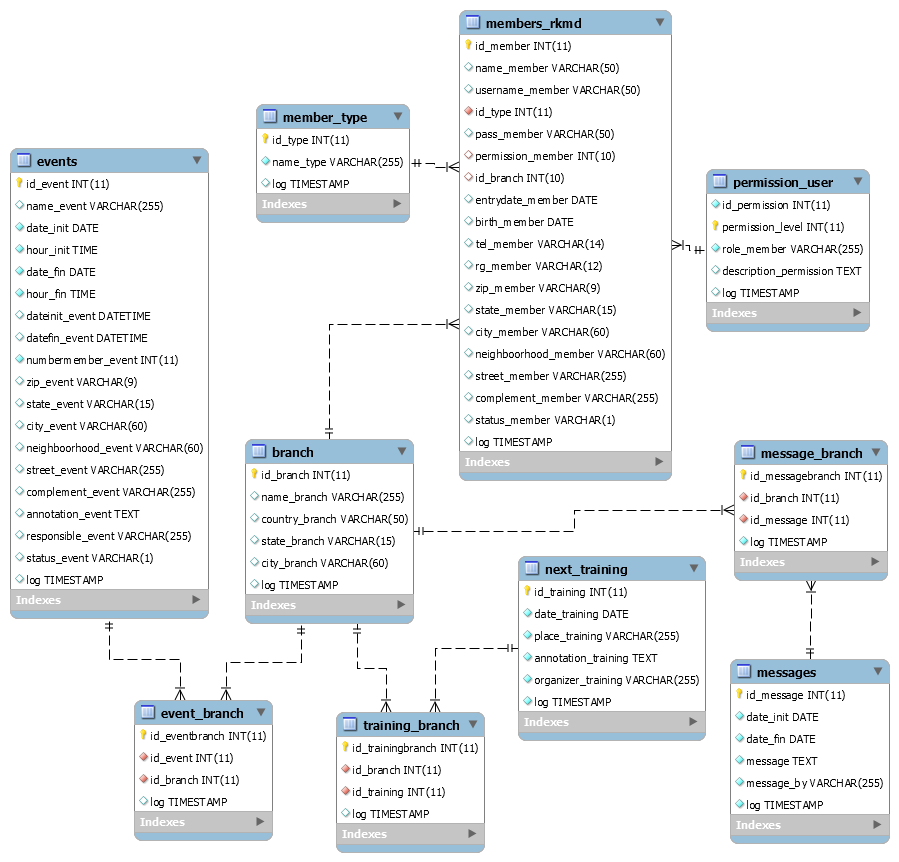 members_rkmd
id_member INT(11)
name_member VARCHAR(50)
username_member VARCHAR(50)
id_type INT(11)
pass_member VARCHAR(50)
permission_member INT(10)
id_branch INT(10)
entrydate_member DATE
birth_member DATE
tel_member VARCHAR(14)
rg_member VARCHAR(12)
zip_member VARCHAR(9)
state_member VARCHAR(15)
city_member VARCHAR(60)
neighboorhood_member VARCHAR(60)
street_member VARCHAR(255)
complement_member VARCHAR(255)
status_member VARCHAR(1)
log TIMESTAMP
Indexes
member_type
id_type INT(11)
name_type VARCHAR(255)
log TIMESTAMP
Indexes
events
id_event INT(11)
name_event VARCHAR(255)
date_init DATE
hour_init TIME
date_fin DATE
hour_fin TIME
dateinit_event DATETIME
datefin_event DATETIME
numbermember_event INT(11)
zip_event VARCHAR(9)
state_event VARCHAR(15)
city_event VARCHAR(60)
neighboorhood_event VARCHAR(60)
street_event VARCHAR(255)
complement_event VARCHAR(255)
annotation_event TEXT
responsible_event VARCHAR(255)
status_event VARCHAR(1)
log TIMESTAMP
Indexes
permission_user
id_permission INT(11)
permission_level INT(11)
role_member VARCHAR(255)
description_permission TEXT
log TIMESTAMP
Indexes
branch
id_branch INT(11)
name_branch VARCHAR(255)
country_branch VARCHAR(50)
state_branch VARCHAR(15)
city_branch VARCHAR(60)
log TIMESTAMP
Indexes
message_branch
id_messagebranch INT(11)
id_branch INT(11)
id_message INT(11)
log TIMESTAMP
Indexes
next_training
id_training INT(11)
date_training DATE
place_training VARCHAR(255)
annotation_training TEXT
organizer_training VARCHAR(255)
log TIMESTAMP
Indexes
messages
id_message INT(11)
date_init DATE
date_fin DATE
message TEXT
message_by VARCHAR(255)
log TIMESTAMP
Indexes
event_branch
id_eventbranch INT(11)
id_event INT(11)
id_branch INT(11)
log TIMESTAMP
Indexes
training_branch
id_trainingbranch INT(11)
id_branch INT(11)
id_training INT(11)
log TIMESTAMP
Indexes